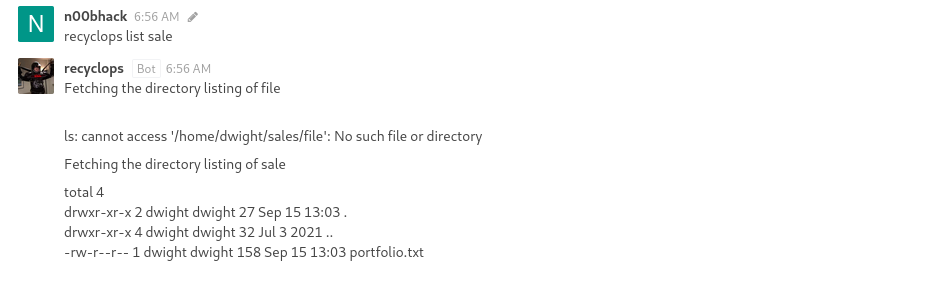 N
n00bhack 6:56 AM
recyclops list sale
recyclops Bot 6:56 AM
Fetching the directory listing of file
ls: cannot access '/home/dwight/sales/file': No such file or directory
Fetching the directory listing of sale
total 4
drwxr-xr-x 2 dwight dwight 27 Sep 15 13:03 .
drwxr-xr-x 4 dwight dwight 32 Jul 3 2021 ..
-rw-r--r-- 1 dwight dwight 158 Sep 15 13:03 portfolio.txt